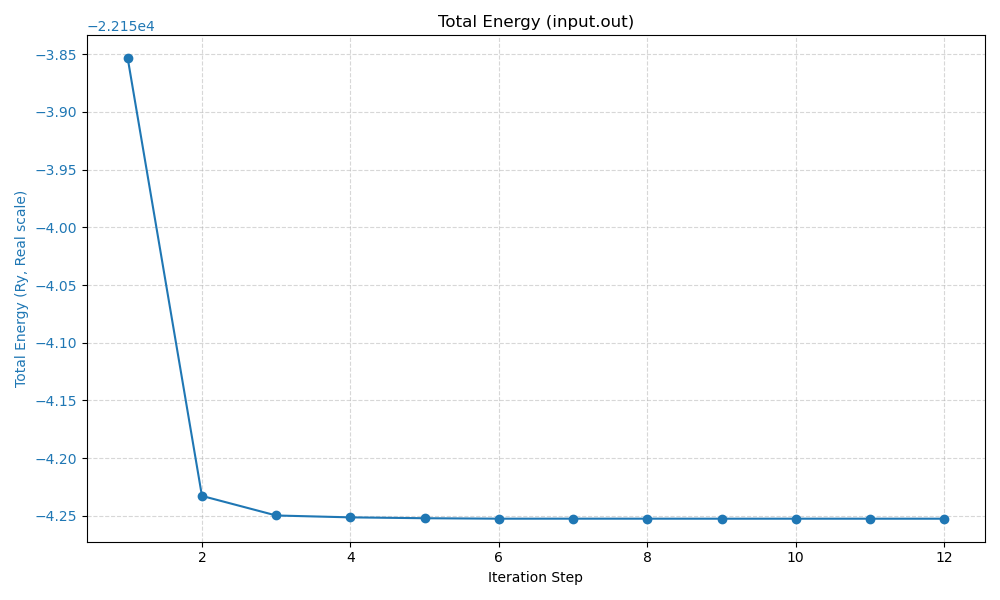 Total Energy (input.out)
−2.215e4
Total Energy (Ry, Real scale)
−3.85
−3.90
−3.95
−4.00
−4.05
−4.10
−4.15
−4.20
−4.25
2 4 6 8 10 12
Iteration Step